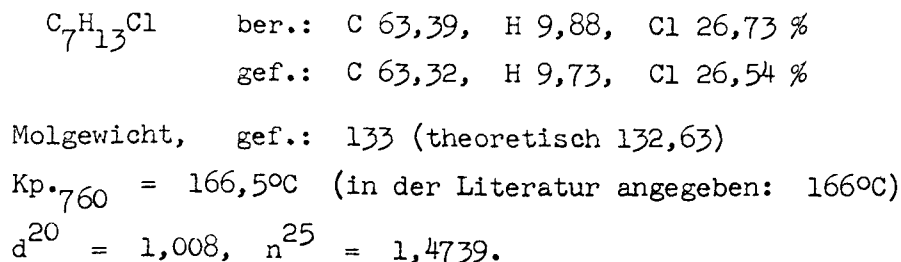 C7H13Cl ber.: C 63,39, H 9,88, Cl 26,73 %
gef.: C 63,32, H 9,73, Cl 26,54 %
Molgewicht, gef.: 133 (theoretisch 132,63)
Kp.760 = 166,5°C (in der Literatur angegeben: 166°C)
d20 = 1,008, n25 = 1,4739.